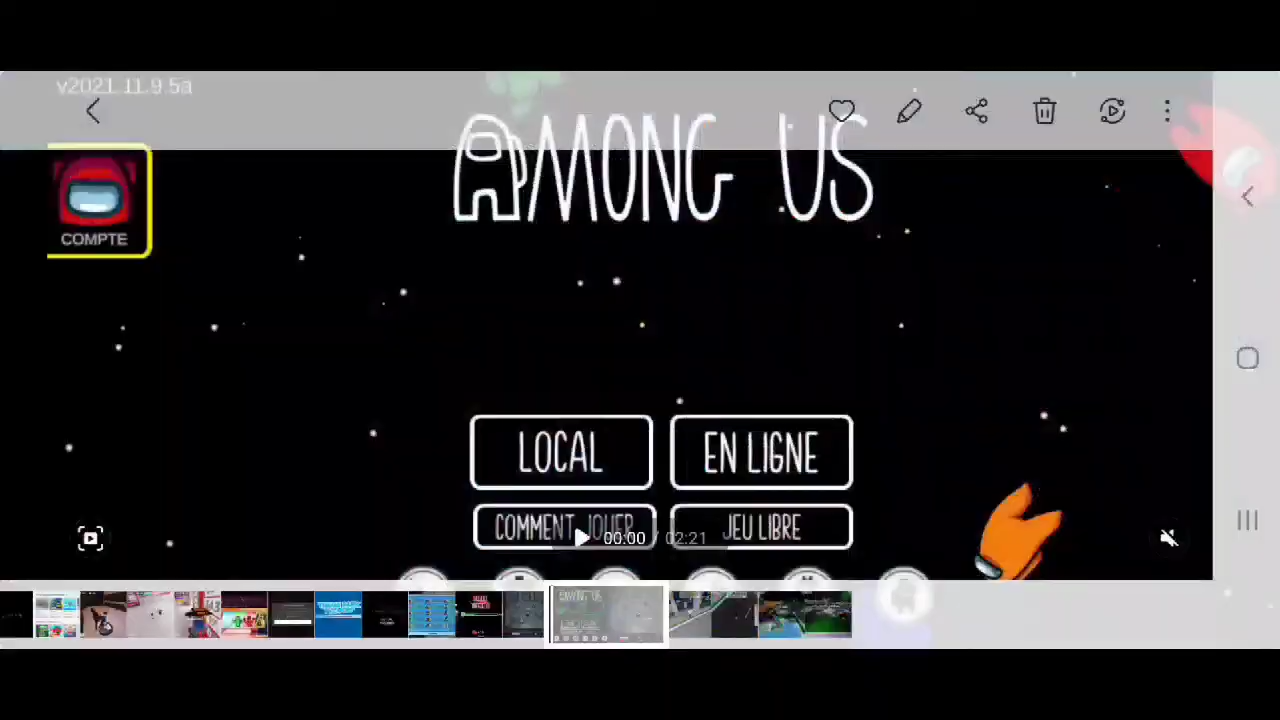 v2021.11.9.5a
AMONG US
COMPTE
LOCAL
EN LIGNE
COMMENT JOUER
JEU LIBRE
00:00 / 02:21